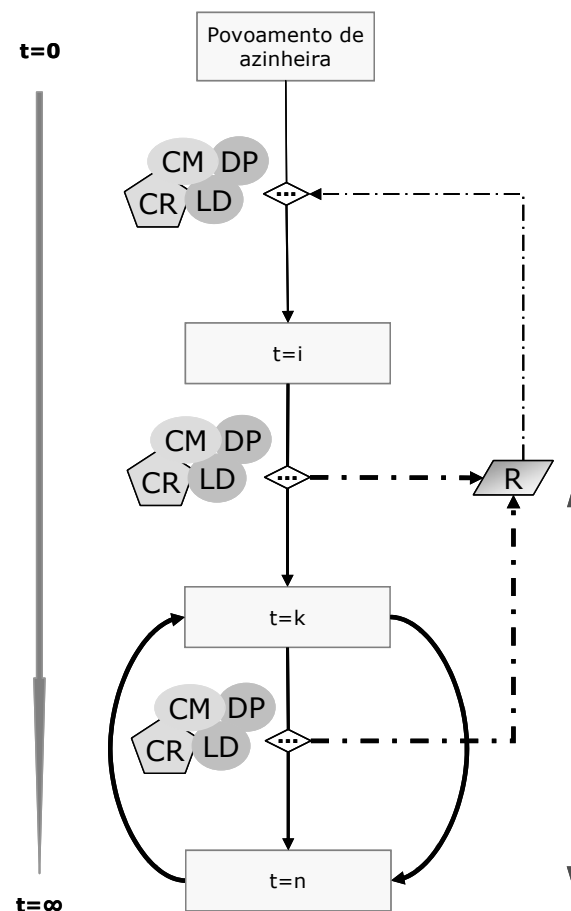 Povoamento de
azinheira
t=0
CM DP
CR LD
...
t=i
CM DP
CR LD
...
R
t=k
CM DP
CR LD
...
t=n
t=∞